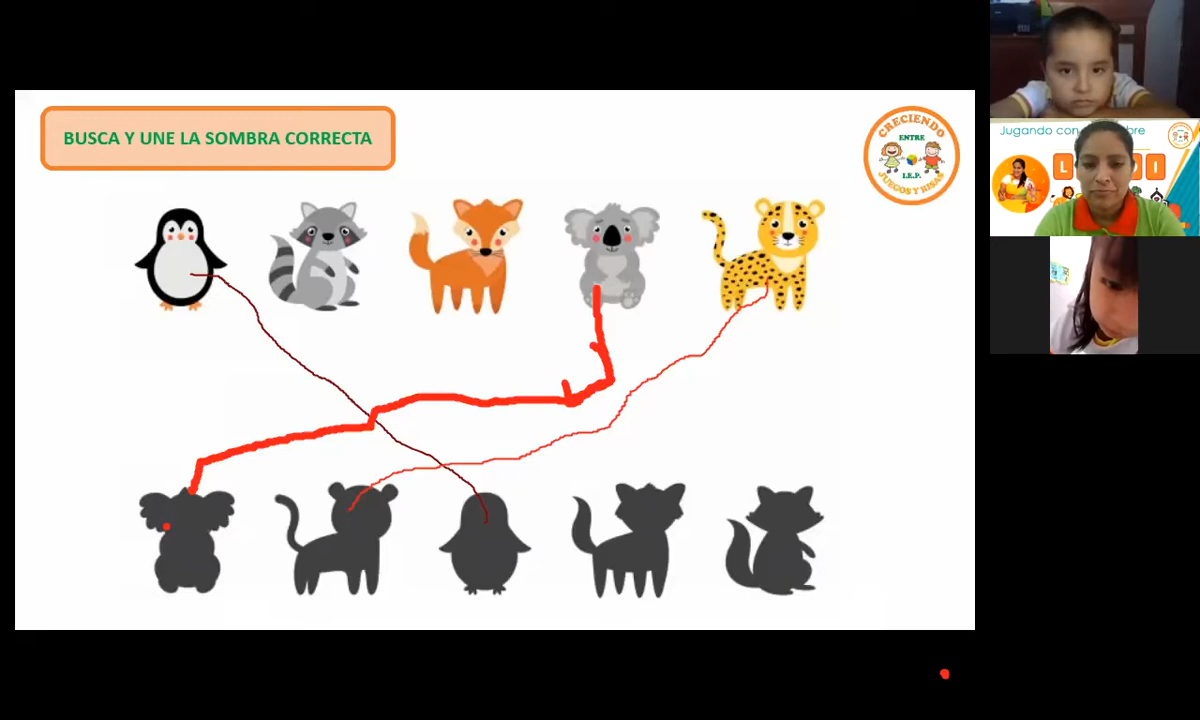 BUSCA Y UNE LA SOMBRA CORRECTA
CRECIENDO
ENTRE
I.E.P.
JUEGOS Y RISAS
Jugando con